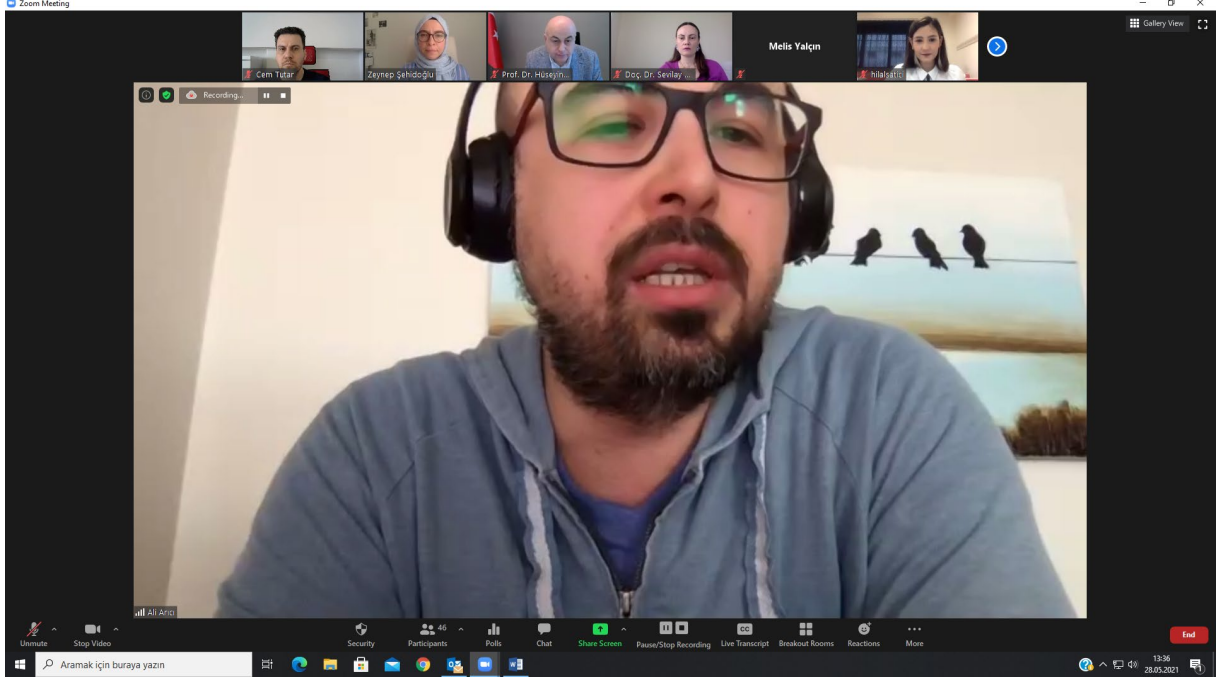 Zoom Meeting
Gallery View
Cem Tutar
Zeynep Şehidoğlu
Prof. Dr. Hüseyin...
Doç. Dr. Sevilay ...
Melis Yalçın
hilalsatici
Recording...
Ali Arıcı
Unmute
Stop Video
Security
Participants
46
Polls
Chat
Share Screen
Pause/Stop Recording
CC
Live Transcript
Breakout Rooms
Reactions
More
End
Aramak için buraya yazın
13:36
28.05.2021